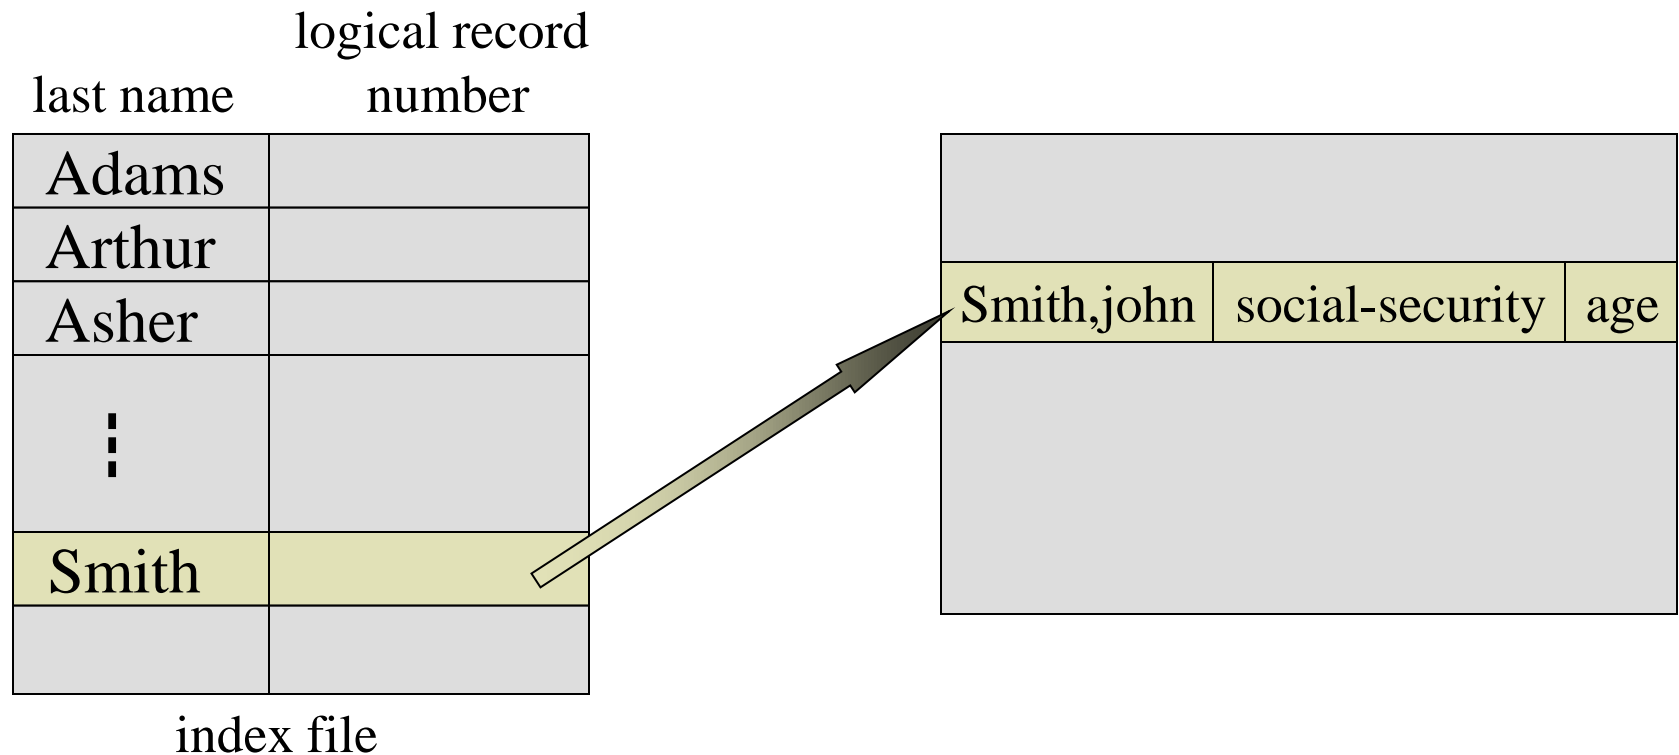 logical record
last name number
Adams
Arthur
Asher
Smith
index file
Smith,john social-security age